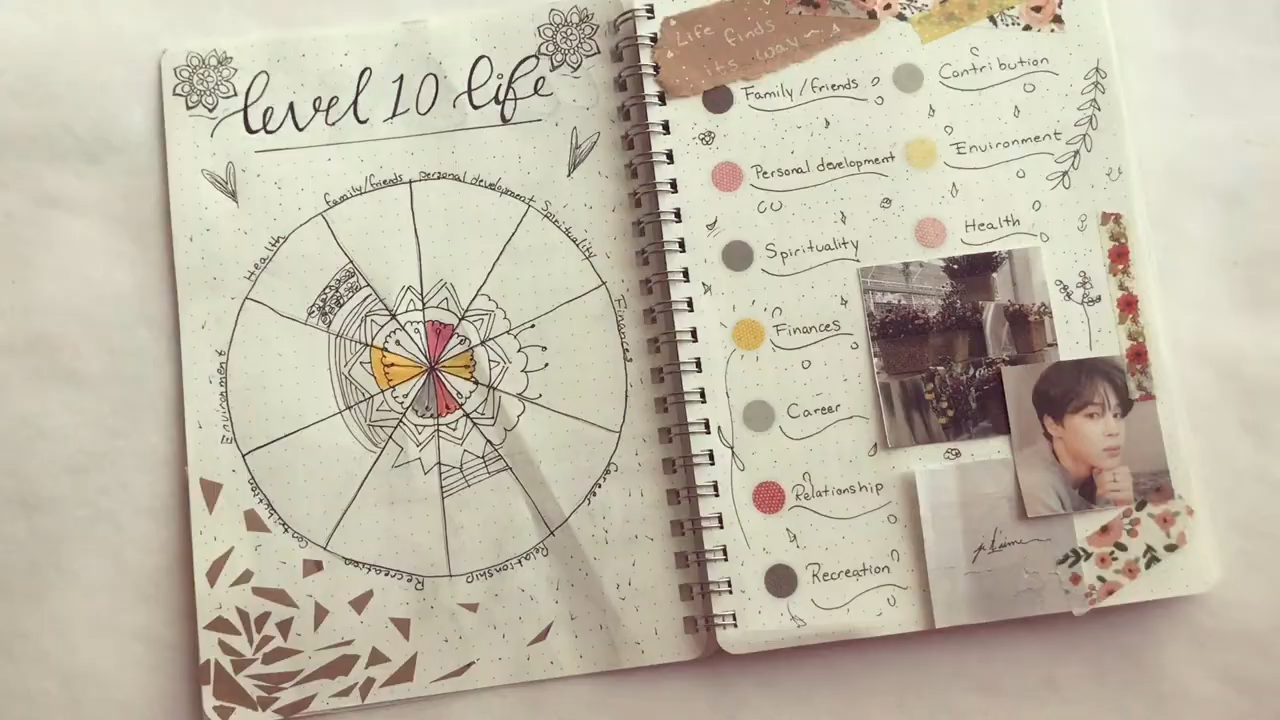 level 10 life
Family/friends
Personal development
Spirituality
Finances
Career
Relationship
Recreation
Contribution
Environment
Health
Life finds
its way~
Family/friends
Personal development
Spirituality
Finances
Career
Relationship
Recreation
Contribution
Environment
Health